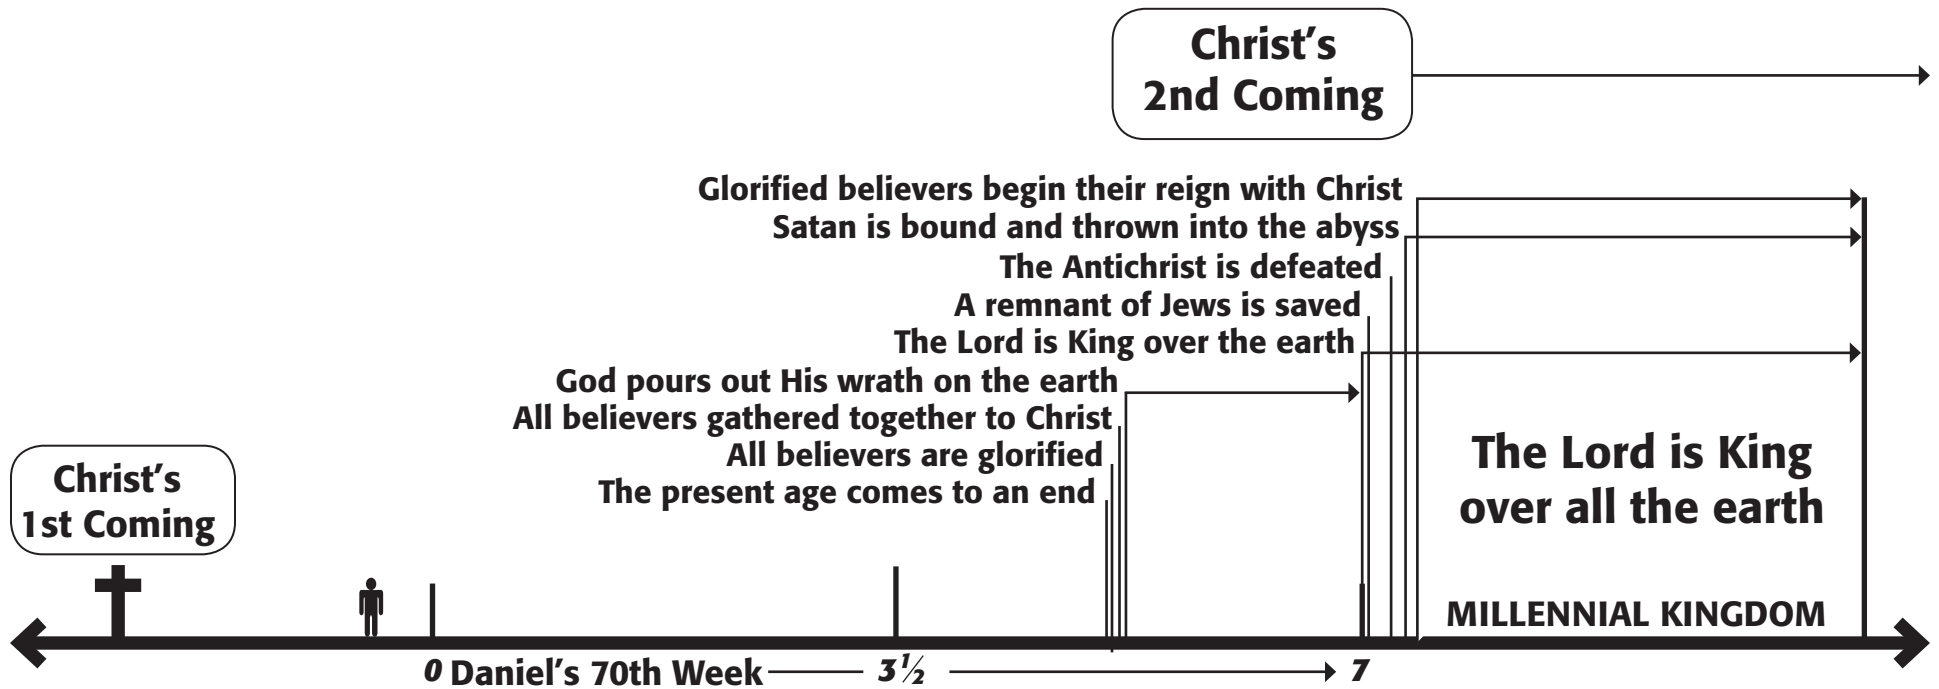 Christ’s
2nd Coming
Glorified believers begin their reign with Christ
Satan is bound and thrown into the abyss
The Antichrist is defeated
A remnant of Jews is saved
The Lord is King over the earth
God pours out His wrath on the earth
All believers gathered together to Christ
All believers are glorified
The present age comes to an end
Christ’s
1st Coming
The Lord is King
over all the earth
MILLENNIAL KINGDOM
0 Daniel’s 70th Week 3 ½ 7